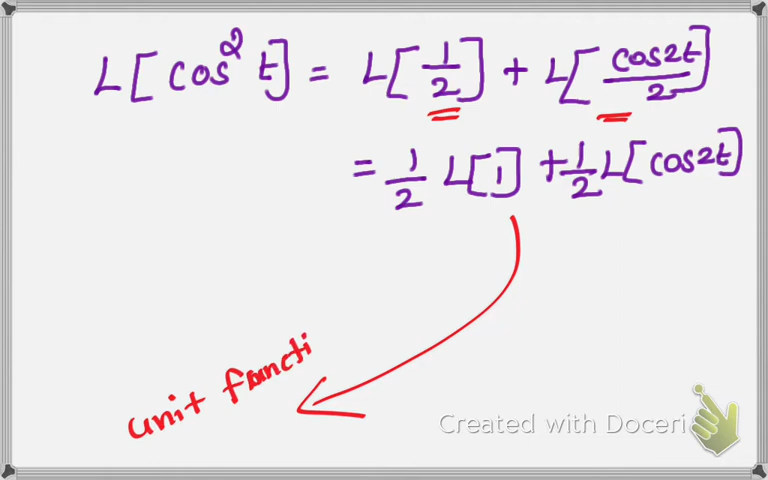 L[cos²t] = L[1/2] + L[cos2t/2]
= 1/2 L[1] + 1/2 L[cos2t]
unit functi
Created with Doceri